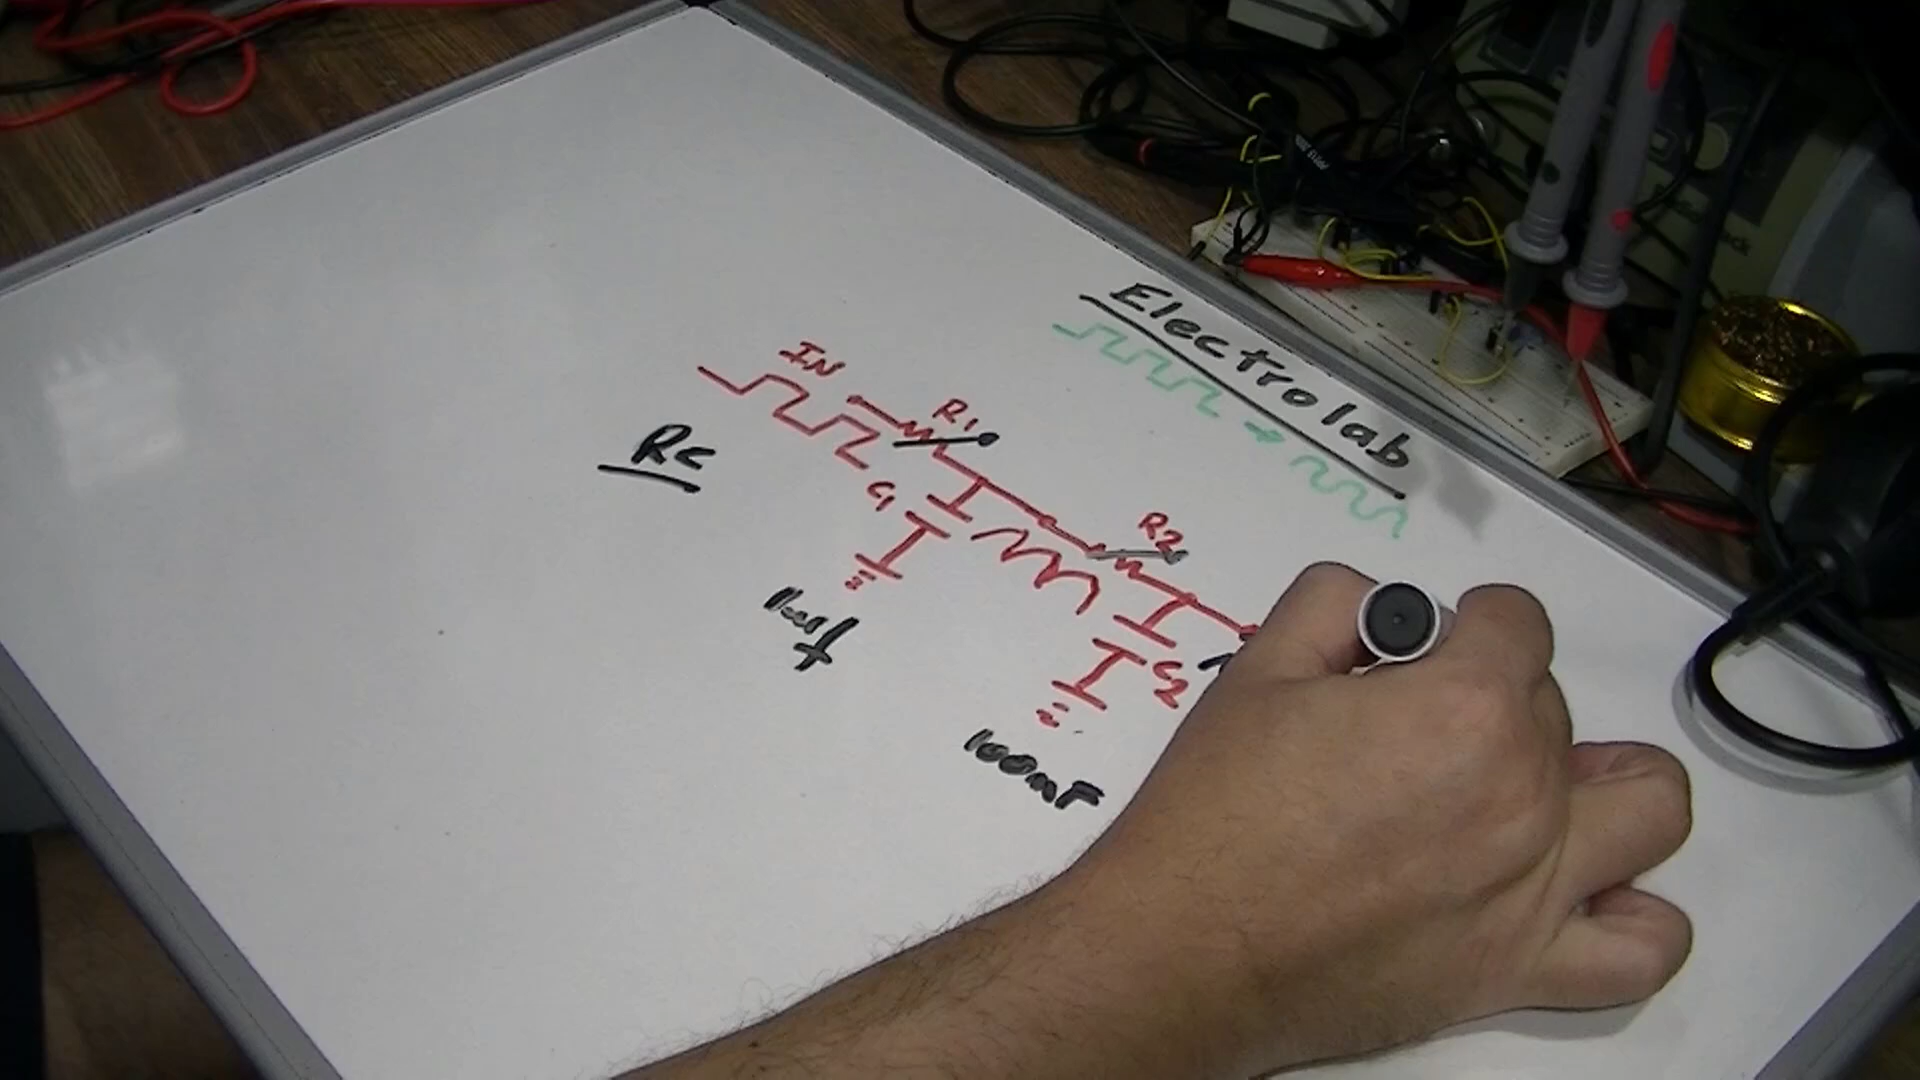 Electrolab
IN
R1
RC
C1
R2
C2
100nF